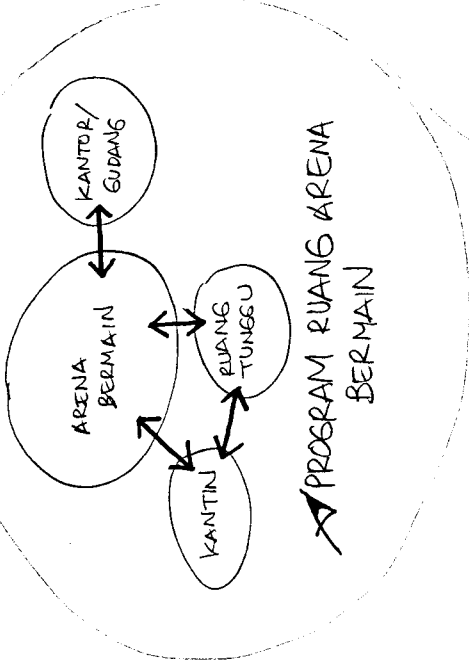 KANTOR/
GUDANG
ARENA
BERMAIN
RUANG
TUNGGU
KANTIN
PROGRAM RUANG ARENA
BERMAIN